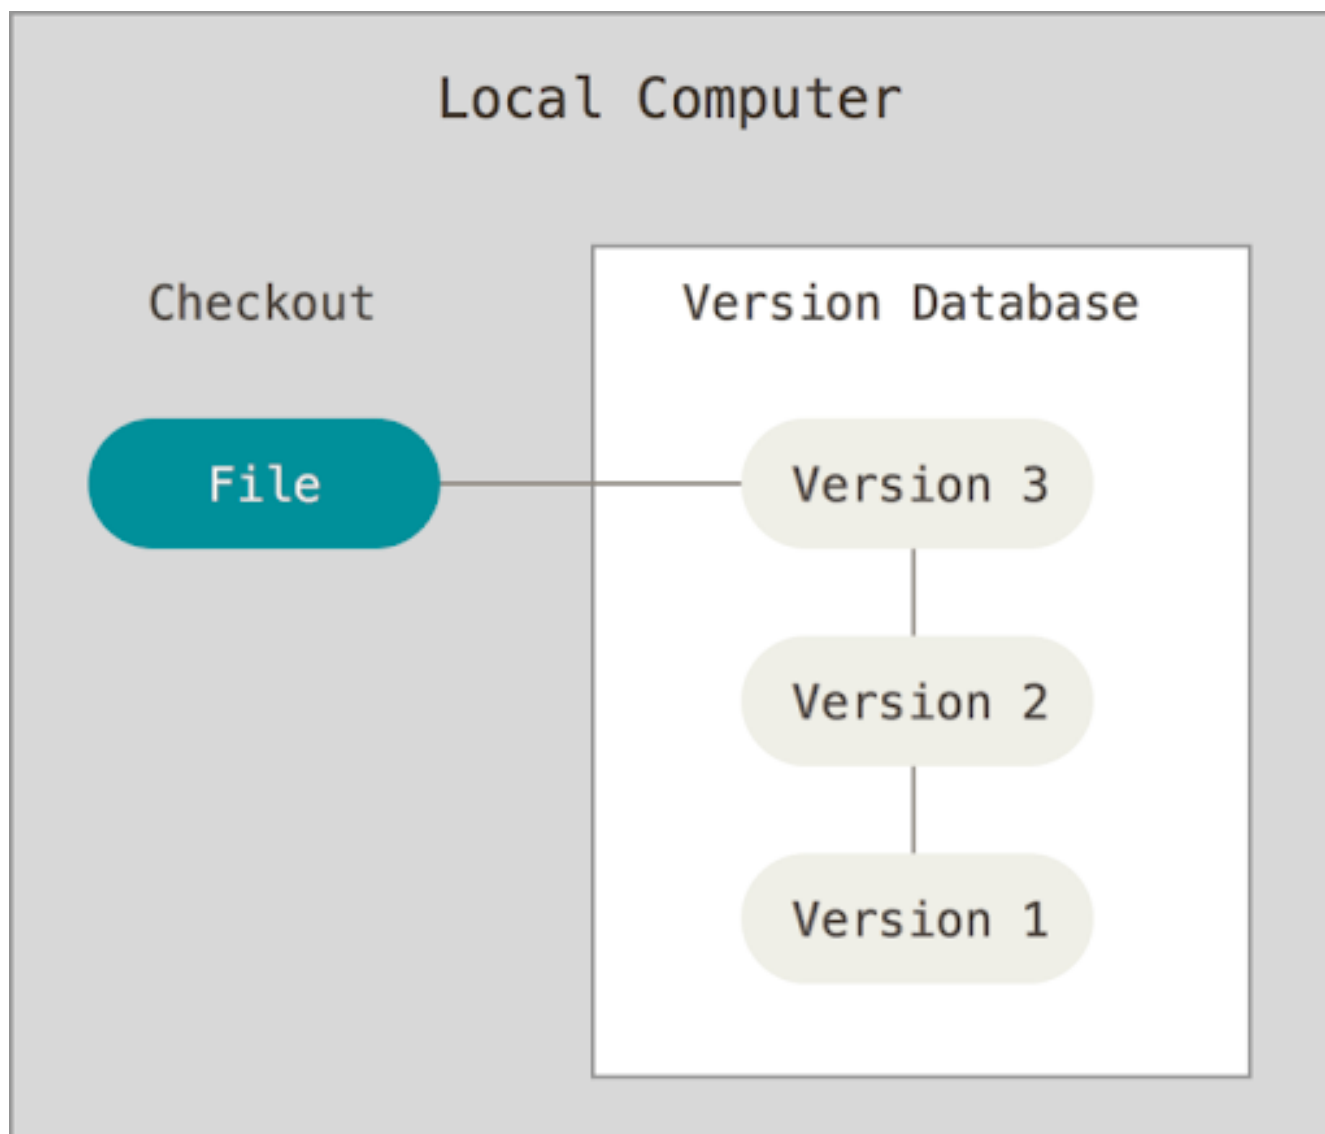 Local Computer
Checkout
Version Database
File
Version 3
Version 2
Version 1